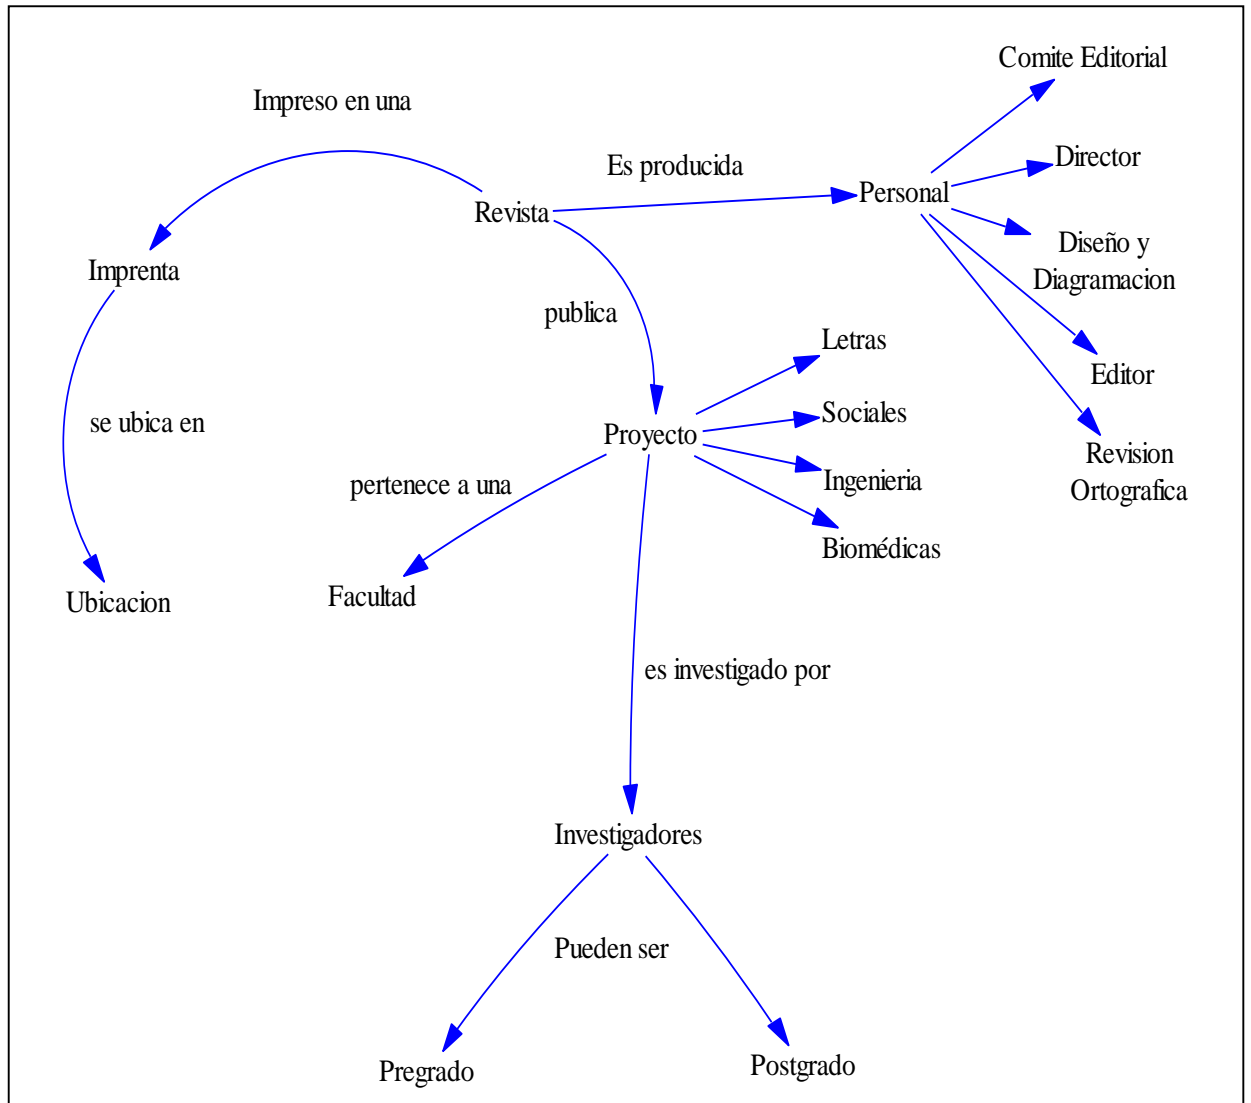 Comite Editorial
Impreso en una
Director
Es producida
Personal
Revista
Diseño y
Diagramacion
Imprenta
publica
Letras
Editor
Sociales
se ubica en
Proyecto
Revision
Ortografica
Ingenieria
pertenece a una
Biomédicas
Facultad
Ubicacion
es investigado por
Investigadores
Pueden ser
Pregrado
Postgrado